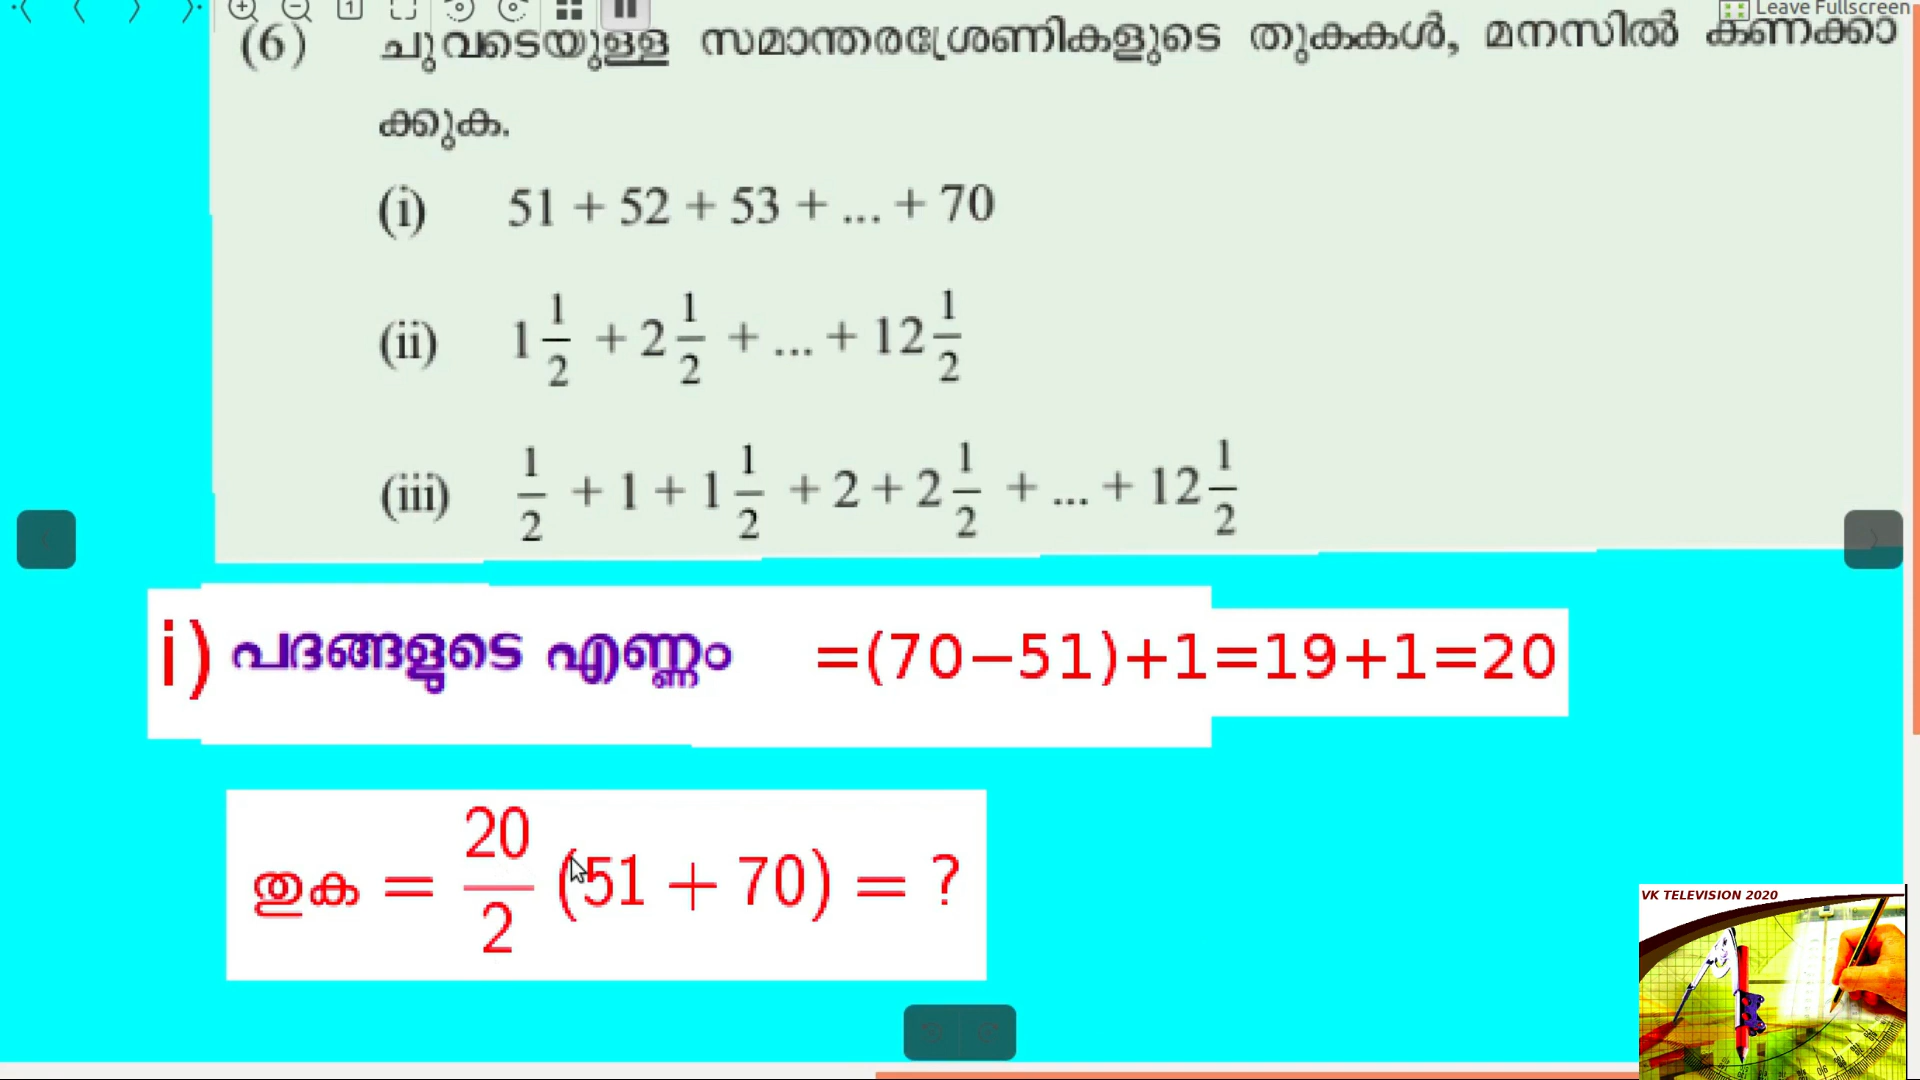 Leave Fullscreen
(6) ചുവടെയുള്ള സമാന്തരശ്രേണികളുടെ തുകകൾ, മനസിൽ കണക്കാ
ക്കുക.
(i) 51 + 52 + 53 + ... + 70
(ii) 1 1/2 + 2 1/2 + ... + 12 1/2
(iii) 1/2 + 1 + 1 1/2 + 2 + 2 1/2 + ... + 12 1/2
i) പദങ്ങളുടെ എണ്ണം =(70−51)+1=19+1=20
തുക = 20/2 (51 + 70) = ?
VK TELEVISION 2020